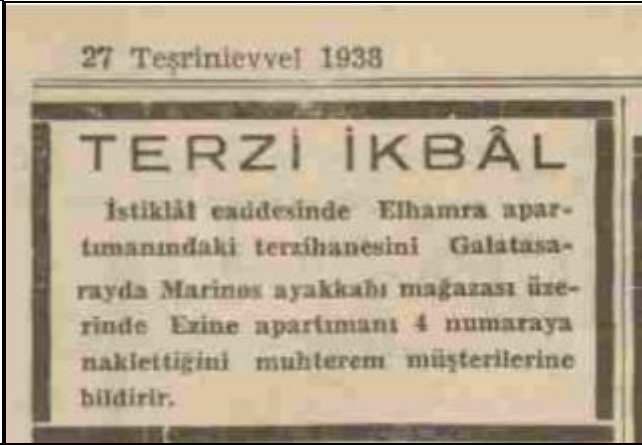 27 Teşrinievvel 1938
TERZİ İKBÂL
İstiklâl caddesinde Elhamra apar-
tımanındaki terzihanesini Galatasa-
rayda Marinos ayakkabı mağazası üze-
rinde Ezine apartımanı 4 numaraya
naklettiğini muhterem müşterilerine
bildirir.